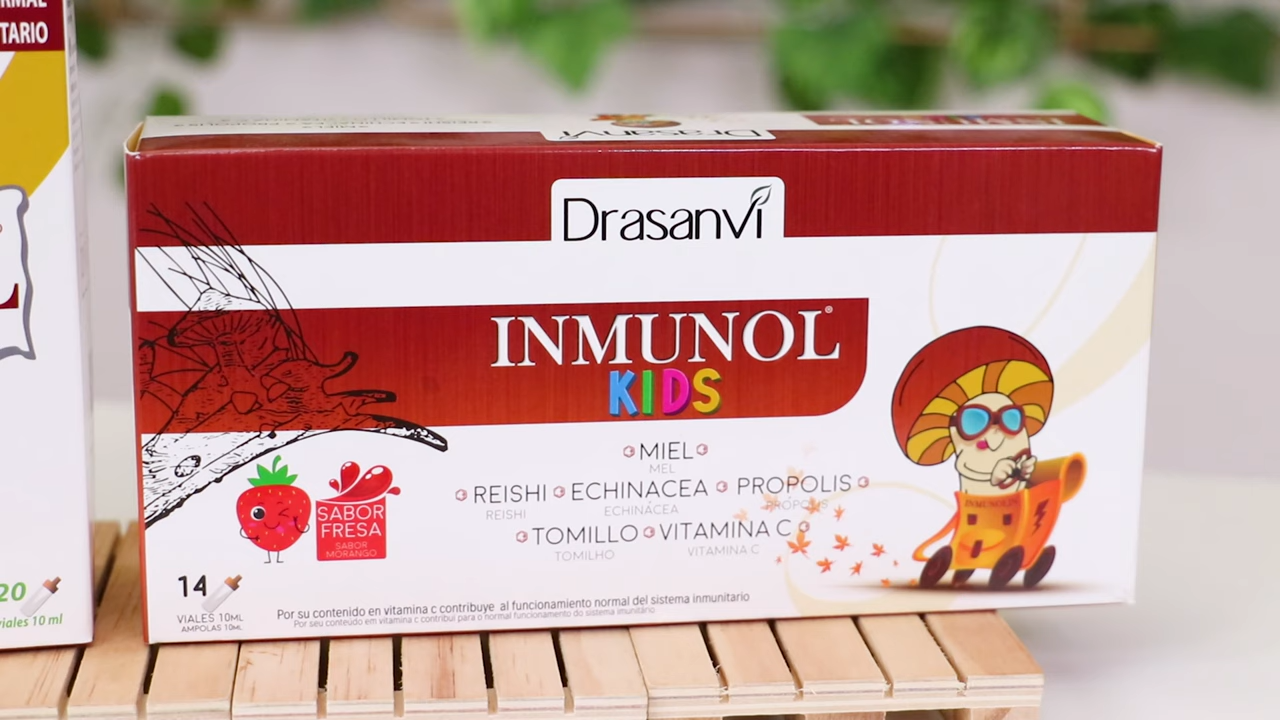 TARIO
Drasanvi
Drasanvi
INMUNOL®
KIDS
MIEL
MEL
REISHI ECHINACEA PROPOLIS
REISHI ECHINÁCEA PRÓPOLIS
TOMILLO VITAMINA C
TOMILHO VITAMINA C
SABOR
FRESA
SABOR
MORANGO
14
VIALES 10ML
AMPOLAS 10ML
Por su contenido en vitamina c contribuye al funcionamiento normal del sistema inmunitario
Por seu conteúdo em vitamina c contribui para o normal funcionamento do sistema imunitário
20
viales 10 ml